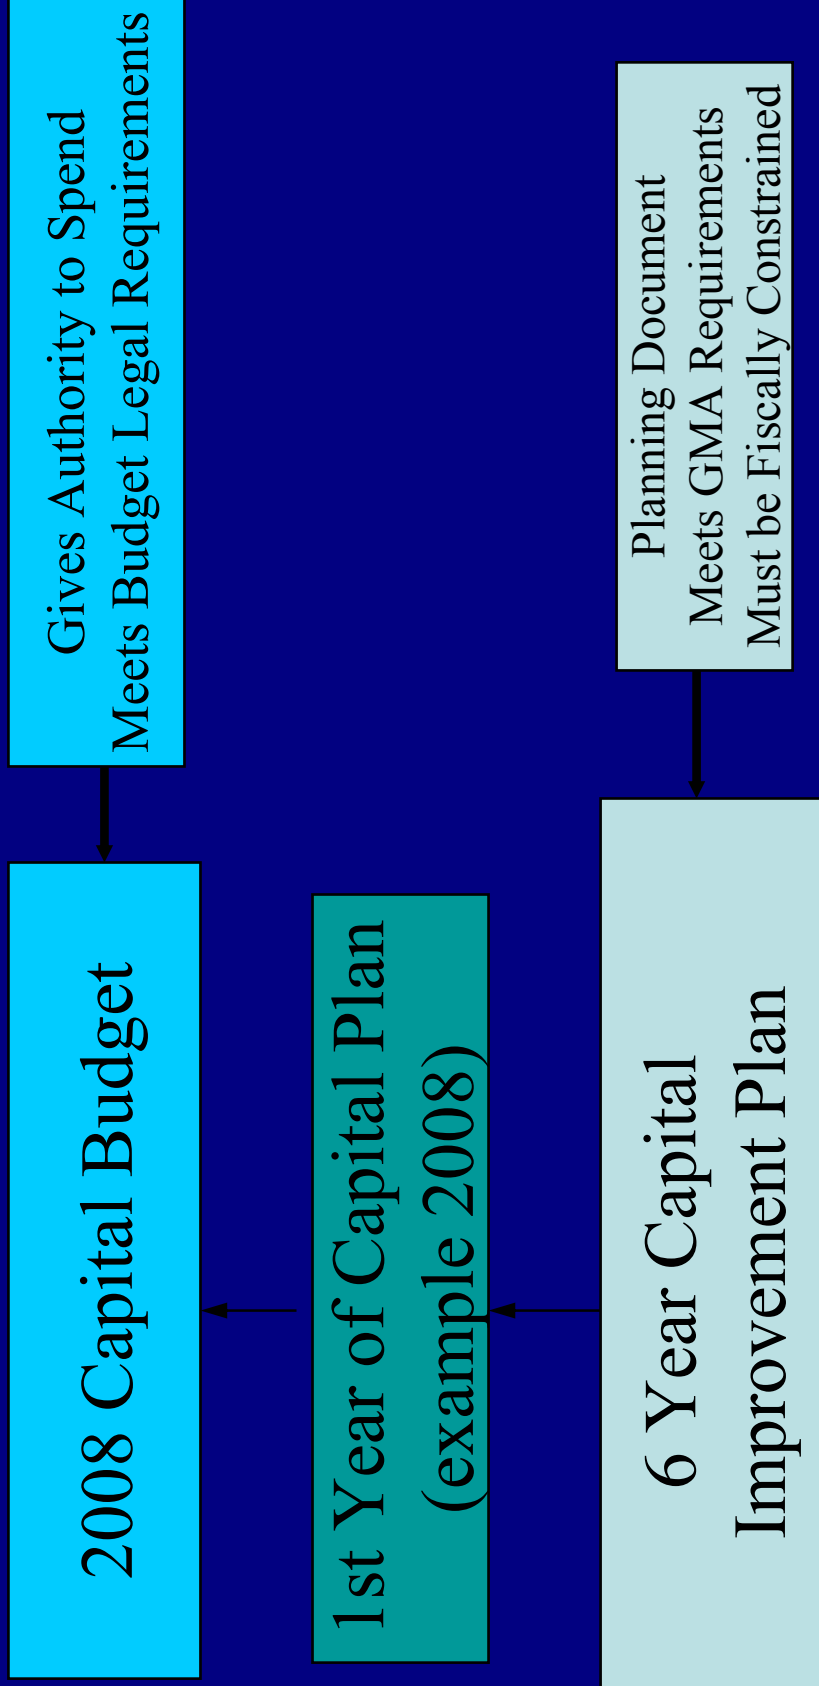 2008 Capital Budget
Gives Authority to Spend
Meets Budget Legal Requirements
1st Year of Capital Plan
(example 2008)
6 Year Capital
Improvement Plan
Planning Document
Meets GMA Requirements
Must be Fiscally Constrained